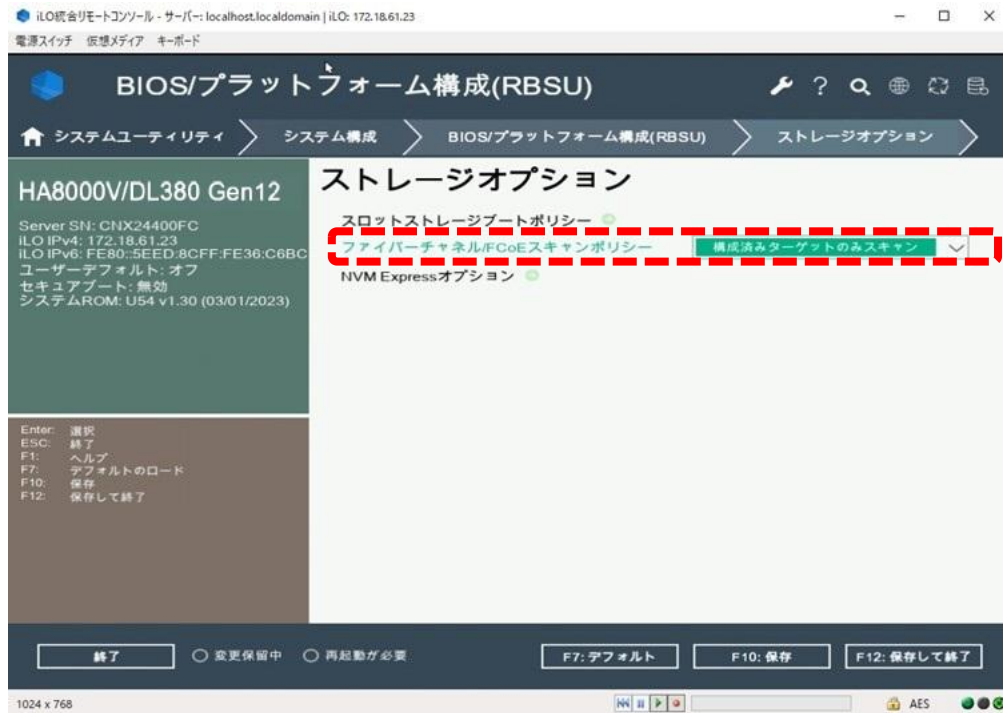 iLO統合リモートコンソール - サーバー: localhost.localdomain | iLO: 172.18.61.23
電源スイッチ 仮想メディア キーボード
BIOS/プラットフォーム構成(RBSU)
システムユーティリティ
システム構成
BIOS/プラットフォーム構成(RBSU)
ストレージオプション
HA8000V/DL380 Gen12
Server SN: CNX24400FC
iLO IPv4: 172.18.61.23
iLO IPv6: FE80::5EED:8CFF:FE36:C6BC
ユーザーデフォルト: オフ
セキュアブート: 無効
システムROM: U54 v1.30 (03/01/2023)
Enter: 選択
ESC: 終了
F1: ヘルプ
F7: デフォルトのロード
F10: 保存
F12: 保存して終了
ストレージオプション
スロットストレージブートポリシー
ファイバーチャネル/FCoEスキャンポリシー 構成済みターゲットのみスキャン
NVM Expressオプション
終了 変更保留中 再起動が必要 F7: デフォルト F10: 保存 F12: 保存して終了
1024 x 768 AES